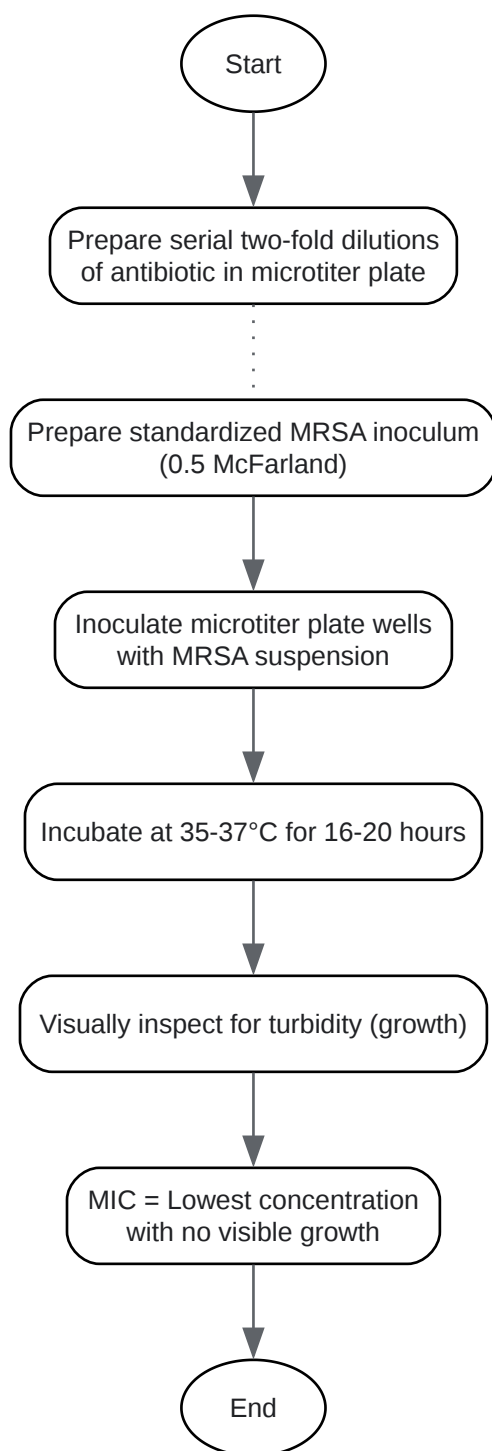 Start
Prepare serial two-fold dilutions
of antibiotic in microtiter plate
Prepare standardized MRSA inoculum
(0.5 McFarland)
Inoculate microtiter plate wells
with MRSA suspension
Incubate at 35-37°C for 16-20 hours
Visually inspect for turbidity (growth)
MIC = Lowest concentration
with no visible growth
End